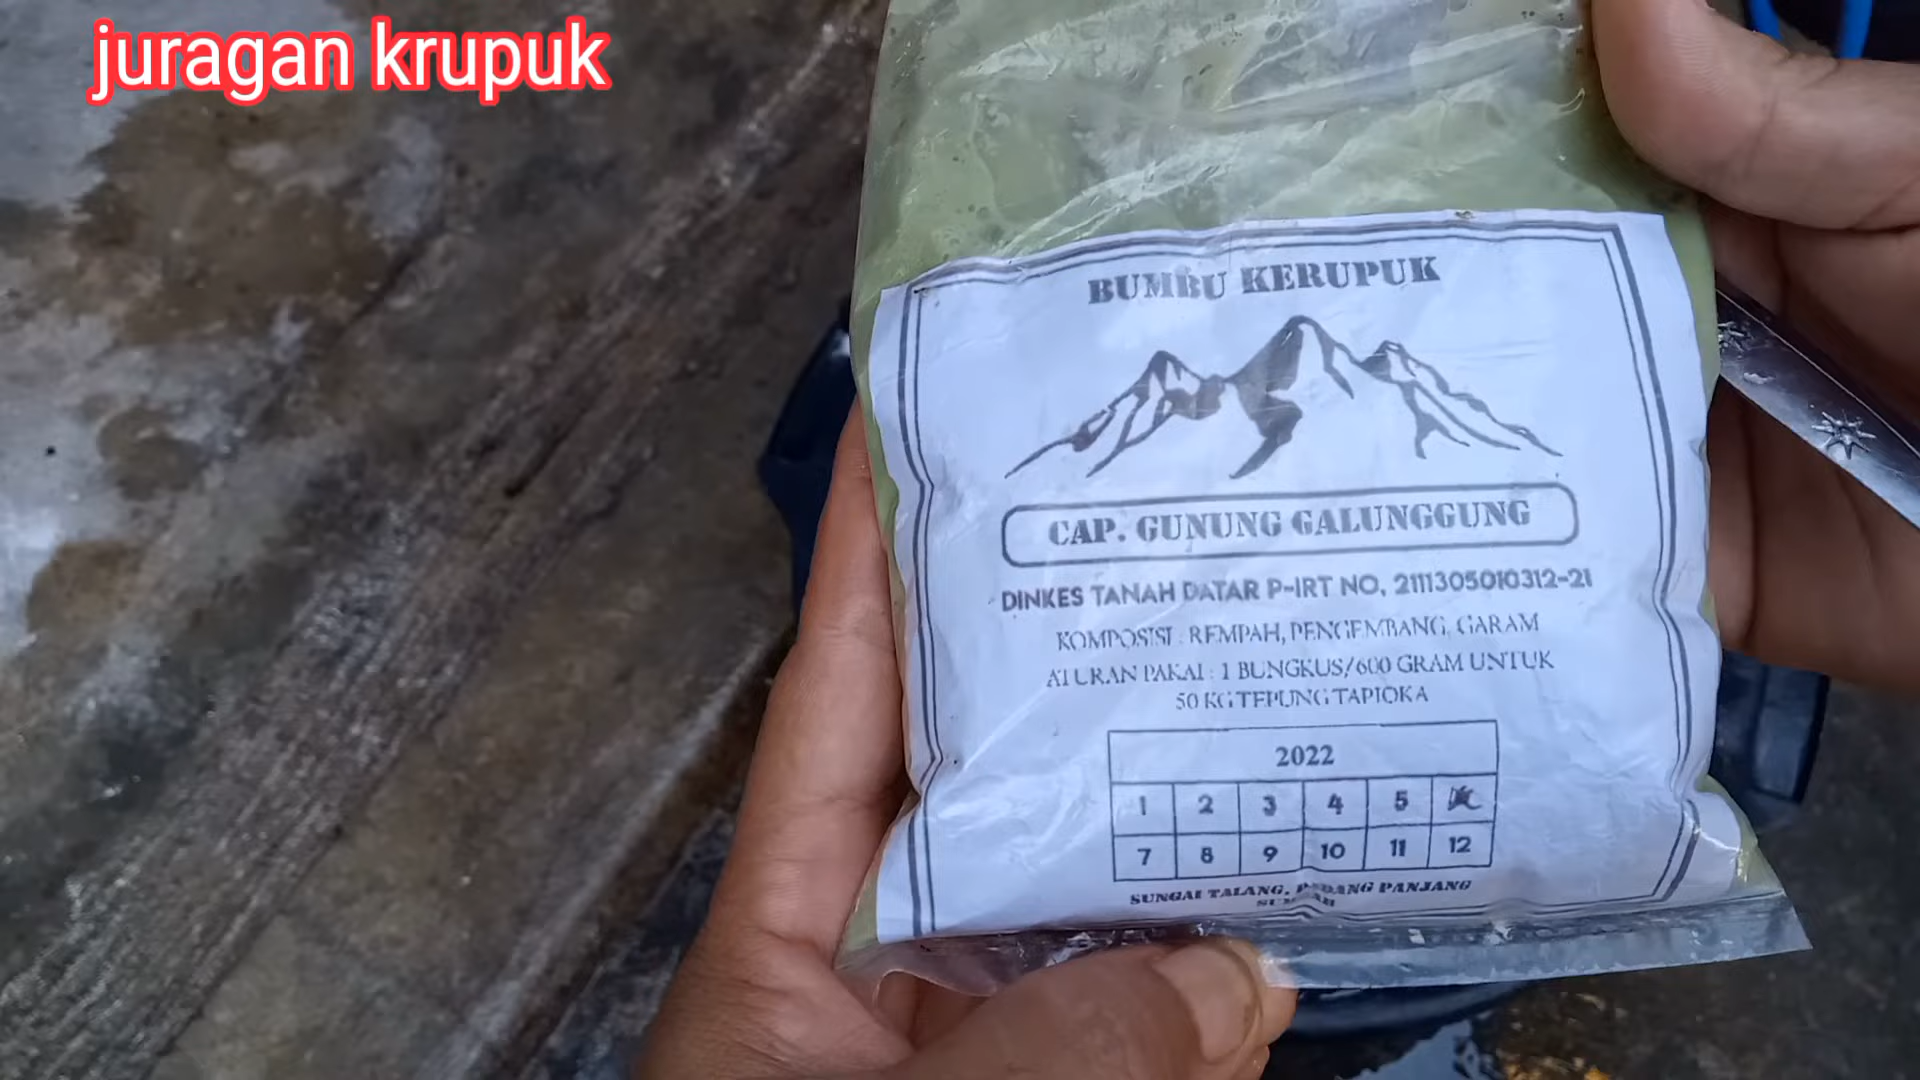 juragan krupuk
BUMBU KERUPUK
CAP. GUNUNG GALUNGGUNG
DINKES TANAH DATAR P-IRT NO, 2111305010312-21
KOMPOSISI : REMPAH, PENGEMBANG, GARAM
ATURAN PAKAI : 1 BUNGKUS/600 GRAM UNTUK
50 KG TEPUNG TAPIOKA
2022
1 2 3 4 5
7 8 9 10 11 12
SUNGAI TALANG, PADANG PANJANG